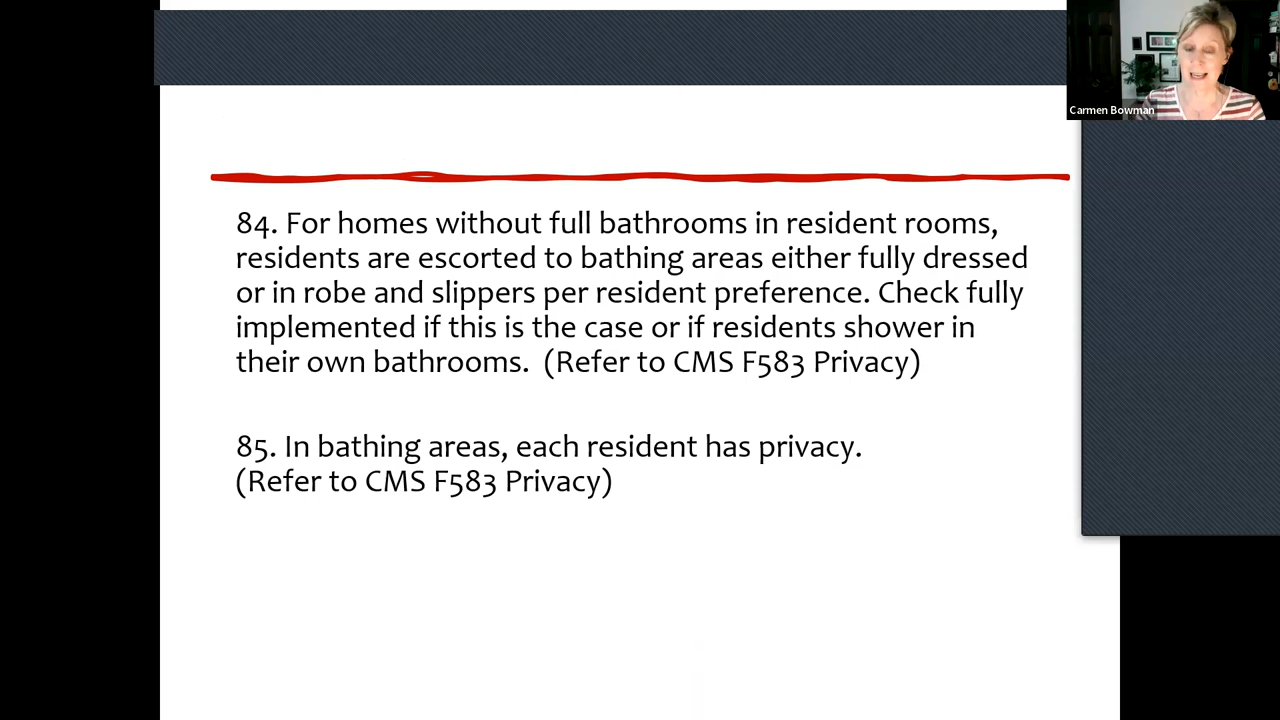 Carmen Bowman
84. For homes without full bathrooms in resident rooms,
residents are escorted to bathing areas either fully dressed
or in robe and slippers per resident preference. Check fully
implemented if this is the case or if residents shower in
their own bathrooms.  (Refer to CMS F583 Privacy)
85. In bathing areas, each resident has privacy.
(Refer to CMS F583 Privacy)